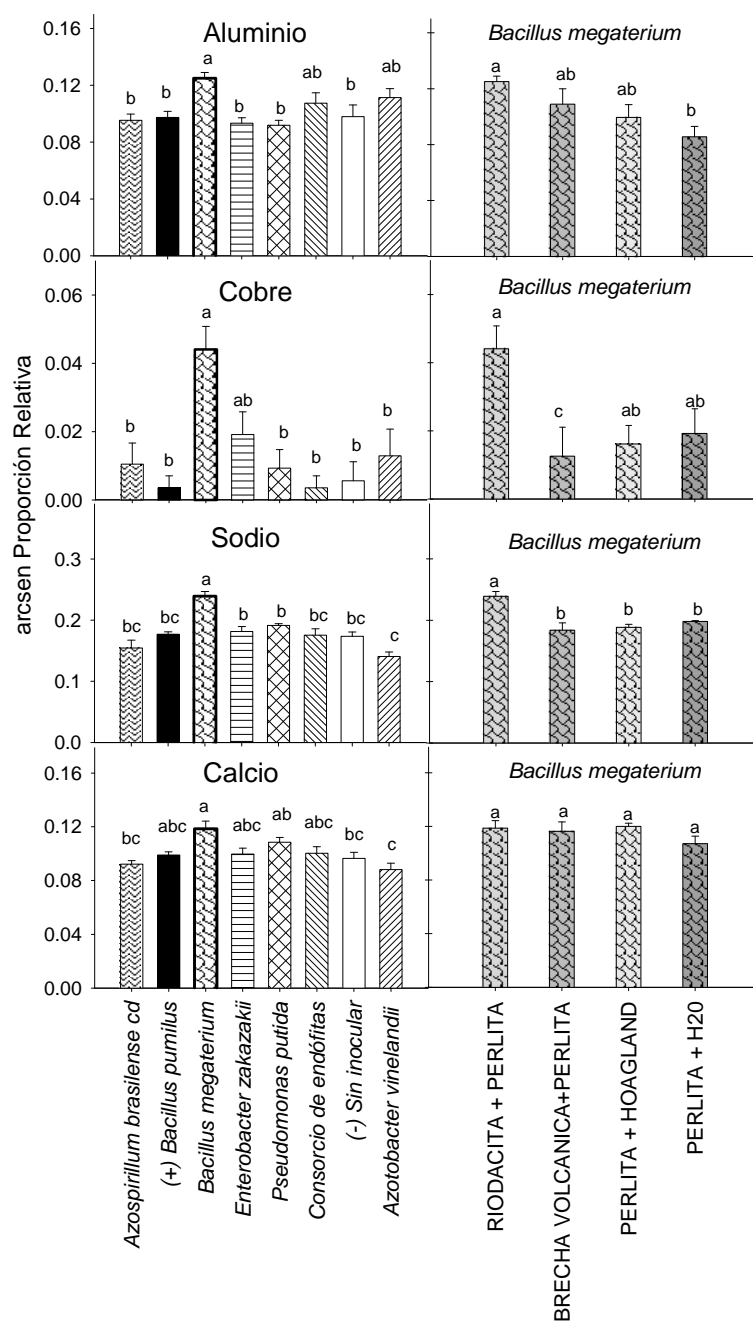 arcsen Proporción Relativa
Aluminio
0.16
0.12
0.08
0.04
0.00
b b a b b ab b ab
Bacillus megaterium
a ab ab b
Cobre
0.06
0.04
0.02
0.00
b b a ab b b b b
Bacillus megaterium
a c ab ab
Sodio
0.3
0.2
0.1
0.0
bc bc a b b bc bc c
Bacillus megaterium
a b b b
Calcio
0.16
0.12
0.08
0.04
0.00
bc abc a abc ab abc bc c
Bacillus megaterium
a a a a
Azospirillum brasilense cd
(+) Bacillus pumilus
Bacillus megaterium
Enterobacter zakazakii
Pseudomonas putida
Consorcio de endófitas
(-) Sin inocular
Azotobacter vinelandii
RIODACITA + PERLITA
BRECHA VOLCANICA+PERLITA
PERLITA + HOAGLAND
PERLITA + H20